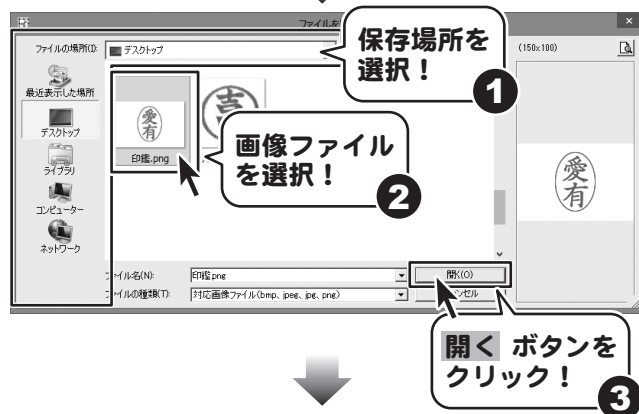 ファイルを
保存場所を
選択！
1
ファイルの場所(I):
デスクトップ
(150x100)
最近表示した場所
デスクトップ
ライブラリ
コンピューター
ネットワーク
愛
有
印鑑.png
吉
画像ファイル
を選択！
2
愛
有
ファイル名(N):
印鑑.png
開く(O)
ファイルの種類(T):
対応画像ファイル(bmp、jpeg、jpg、png)
開く ボタンを
クリック！
3